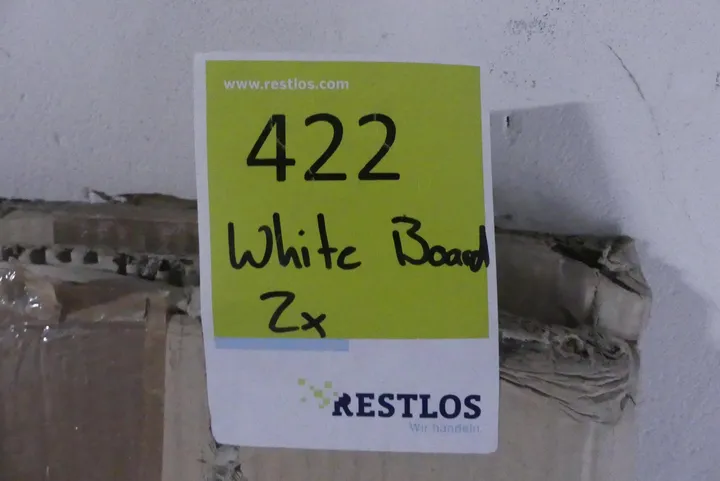 www.restlos.com
422
White Board
2x
RESTLOS
Wir handeln.